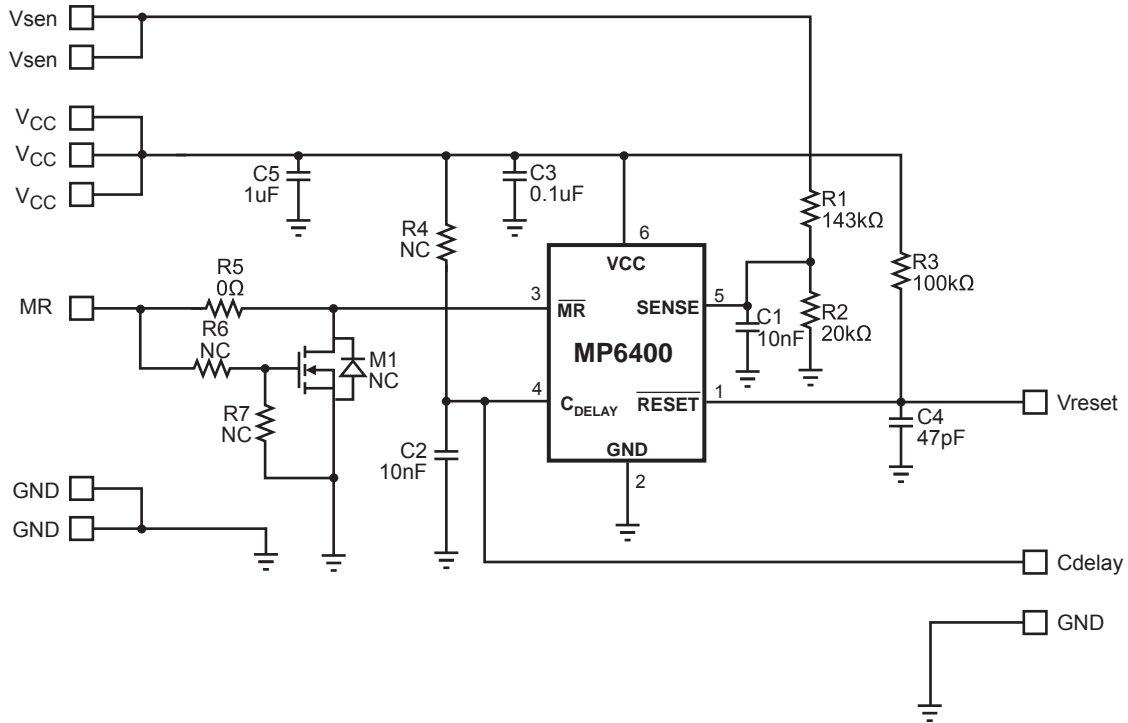 Vsen
Vsen
VCC
VCC
VCC
C5
1uF
C3
0.1uF
R1
143kΩ
R4
NC
6
VCC
R3
100kΩ
R5
0Ω
MR
3
MR
SENSE
5
R2
20kΩ
C1
10nF
R6
NC
MP6400
M1
NC
4
CDELAY
RESET
1
Vreset
R7
NC
C4
47pF
C2
10nF
GND
2
GND
GND
Cdelay
GND